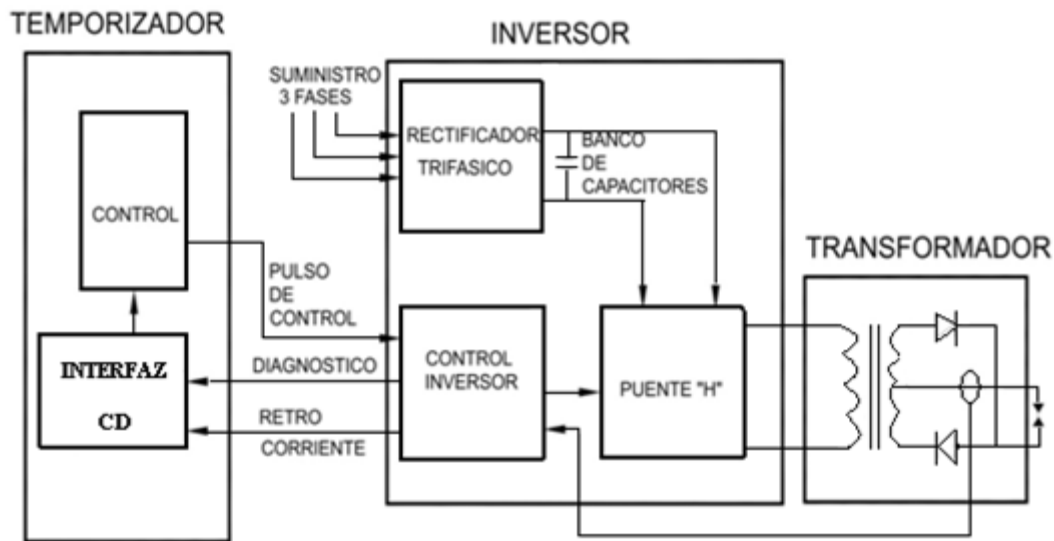 TEMPORIZADOR
INVERSOR
SUMINISTRO
3 FASES
RECTIFICADOR
TRIFASICO
BANCO
DE
CAPACITORES
CONTROL
TRANSFORMADOR
PULSO
DE
CONTROL
INTERFAZ
CD
DIAGNOSTICO
RETRO
CORRIENTE
CONTROL
INVERSOR
PUENTE "H"